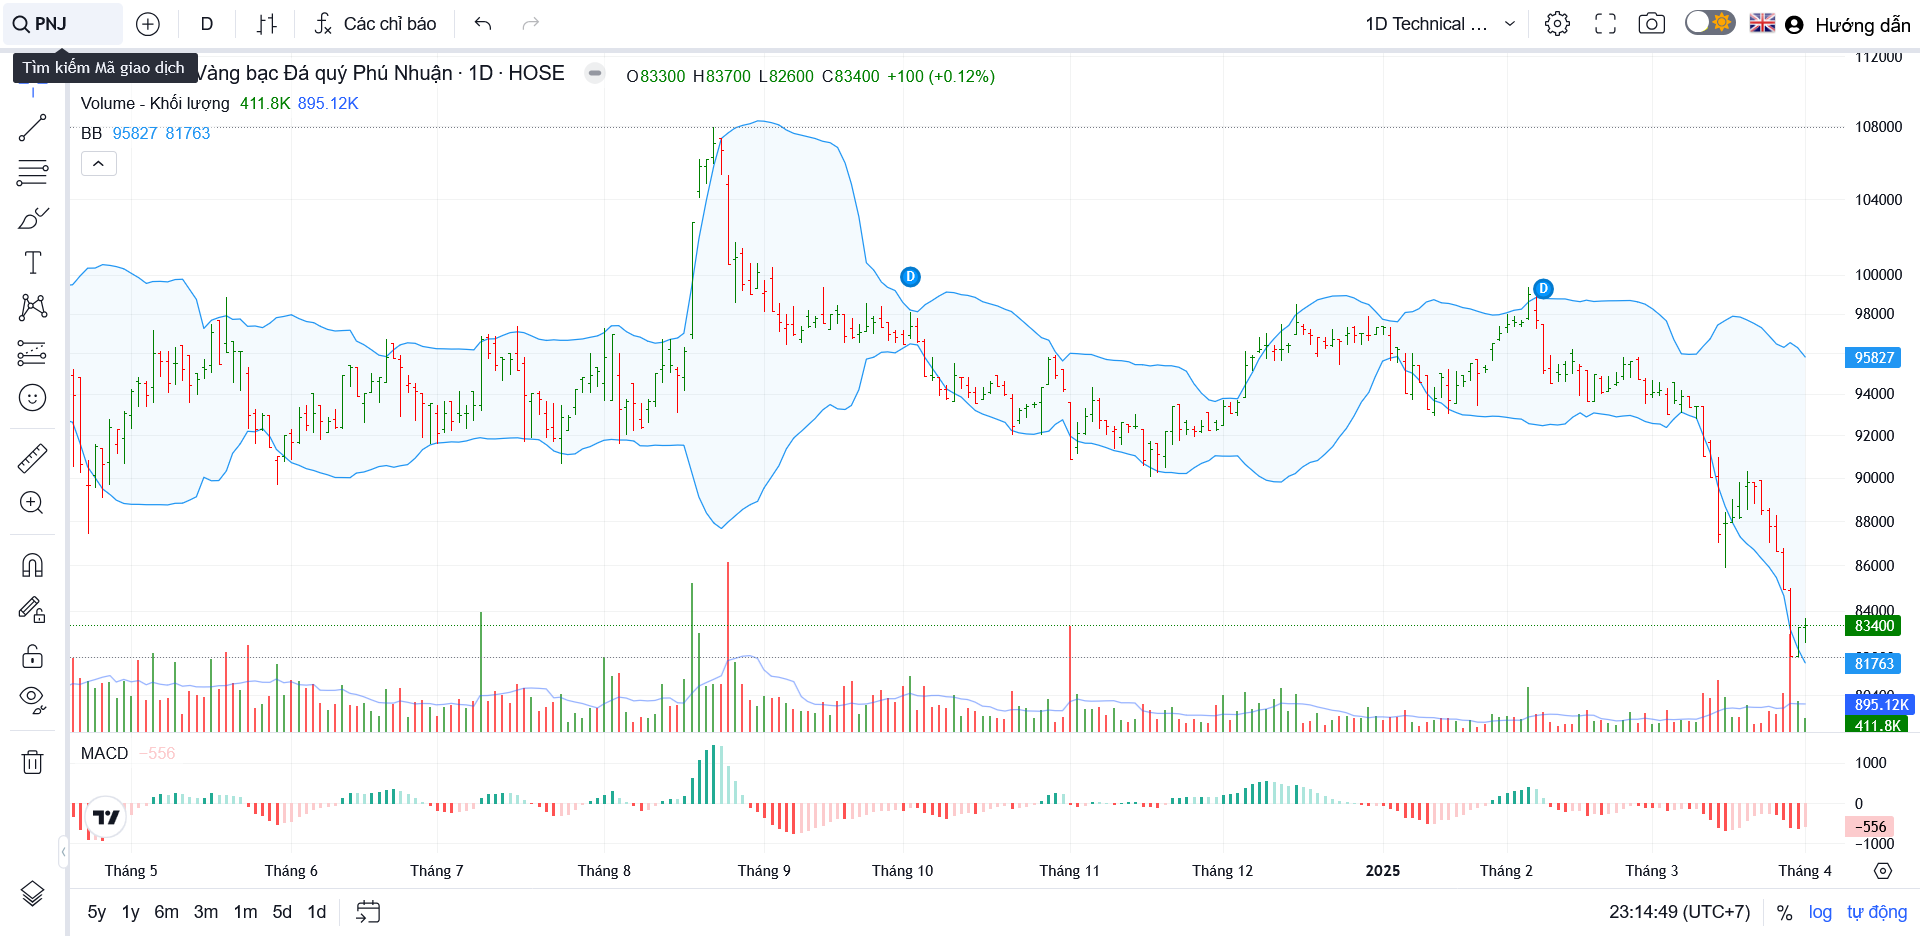 PNJ
D
Các chỉ báo
1D Technical ...
Hướng dẫn
Tìm kiếm Mã giao dịch
Vàng bạc Đá quý Phú Nhuận · 1D · HOSE
O83300 H83700 L82600 C83400 +100 (+0.12%)
Volume - Khối lượng 411.8K 895.12K
BB 95827 81763
D
D
112000
108000
104000
100000
98000
95827
94000
92000
90000
88000
86000
84000
83400
81763
895.12K
411.8K
MACD −556
1000
0
−556
−1000
Tháng 5
Tháng 6
Tháng 7
Tháng 8
Tháng 9
Tháng 10
Tháng 11
Tháng 12
2025
Tháng 2
Tháng 3
Tháng 4
5y 1y 6m 3m 1m 5d 1d
23:14:49 (UTC+7)
% log tự động